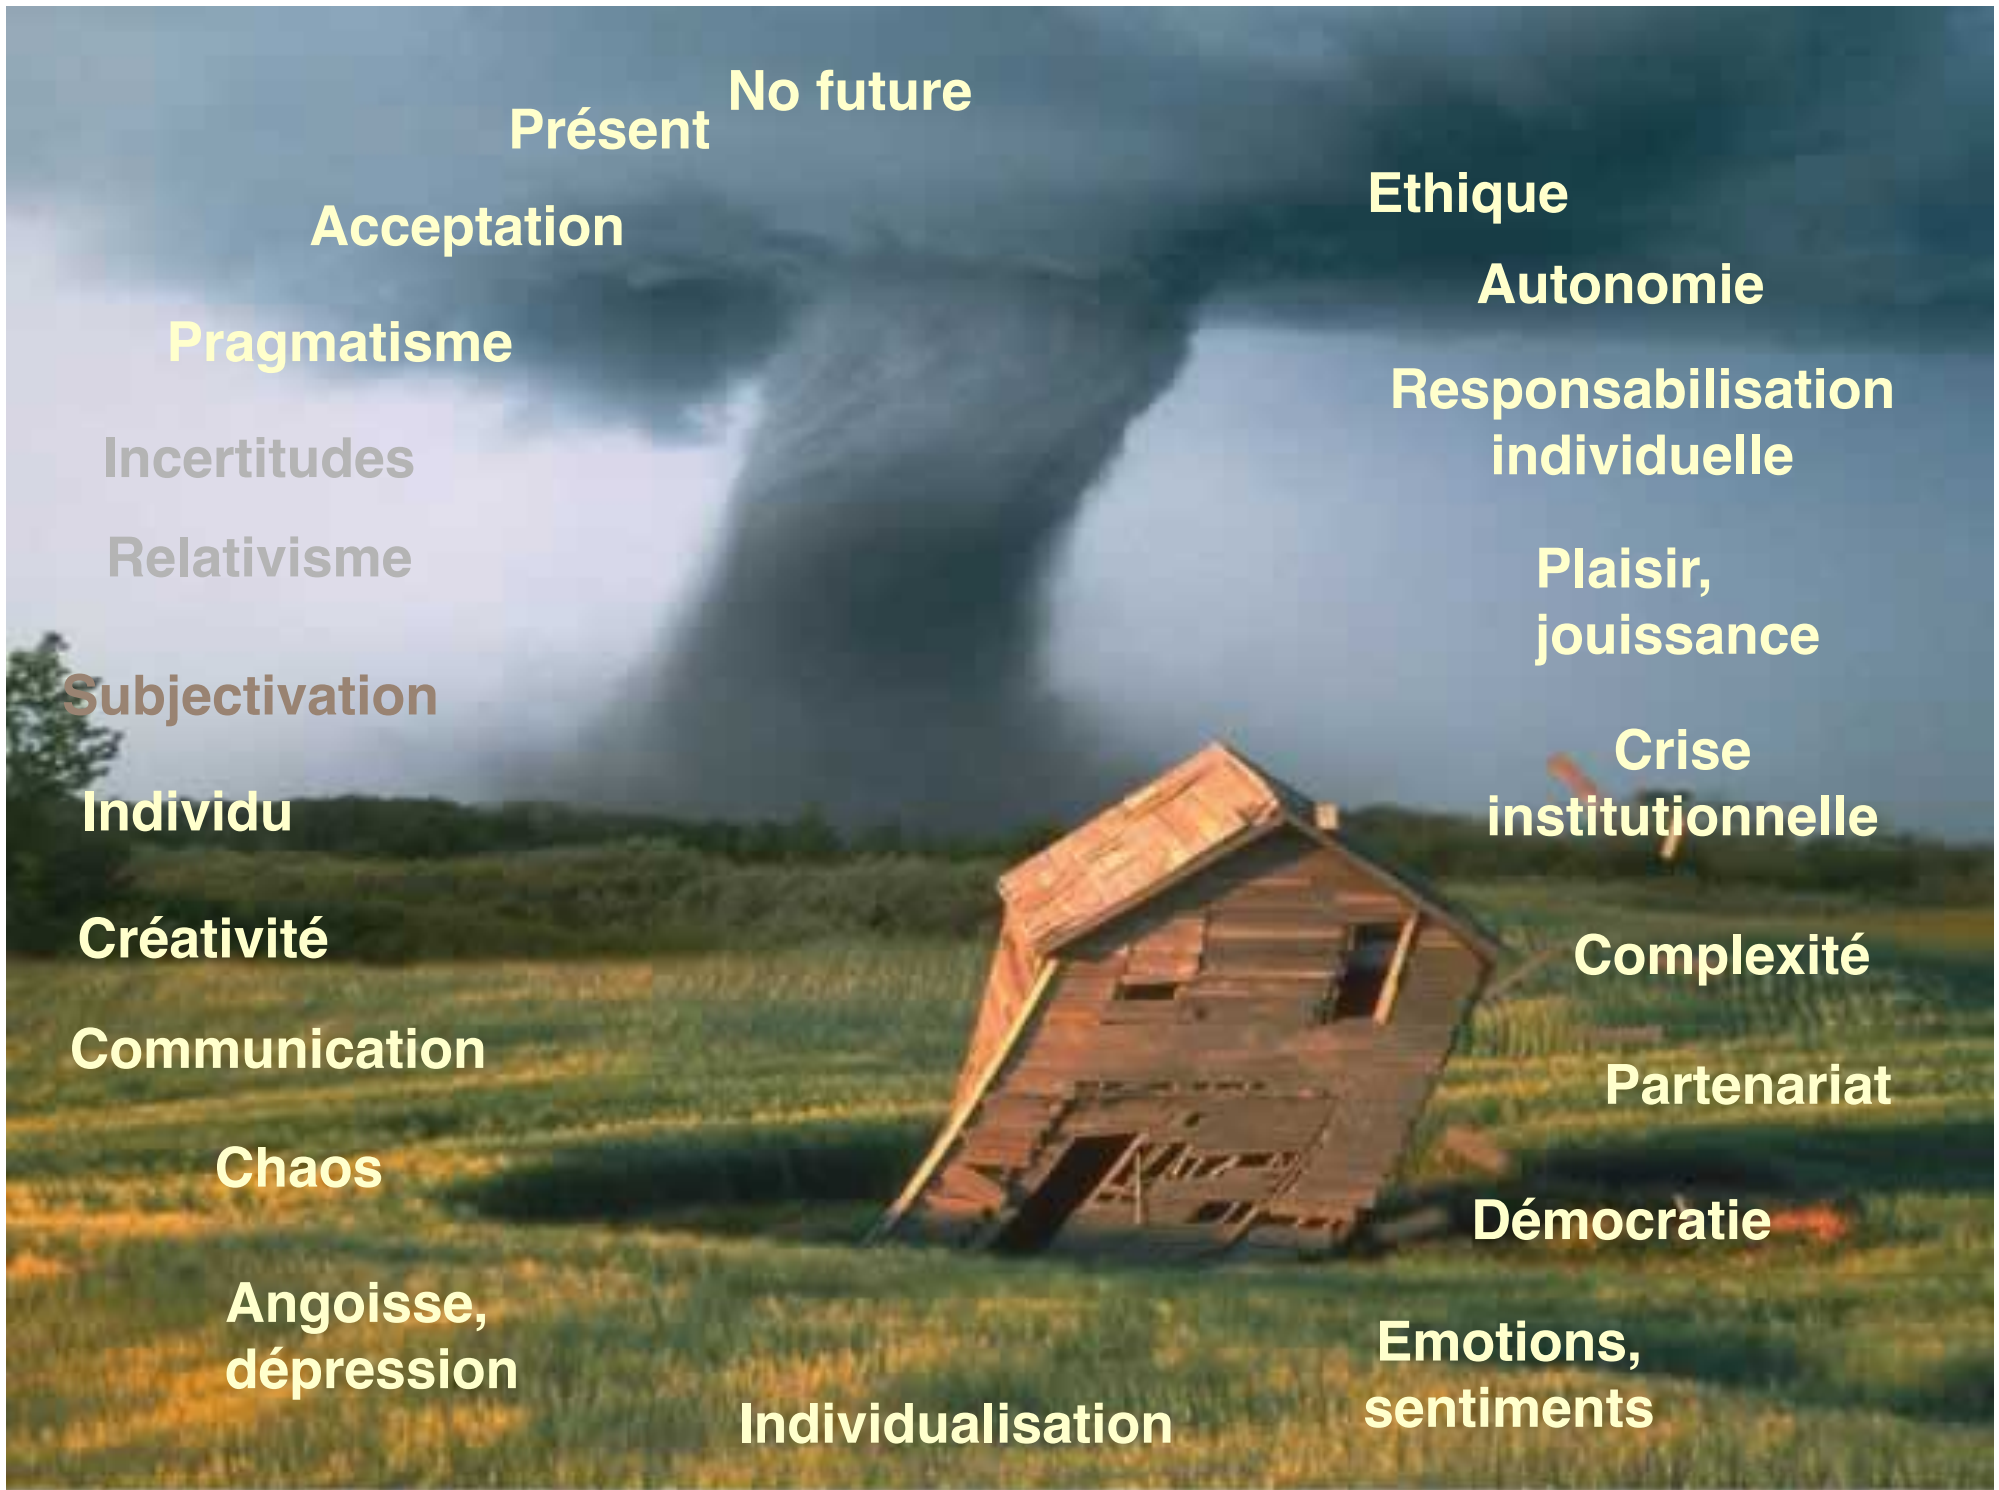 No future
Présent
Ethique
Acceptation
Autonomie
Pragmatisme
Responsabilisation
individuelle
Incertitudes
Relativisme
Plaisir,
jouissance
Subjectivation
Crise
institutionnelle
Individu
Créativité
Complexité
Communication
Partenariat
Chaos
Démocratie
Angoisse,
dépression
Emotions,
sentiments
Individualisation